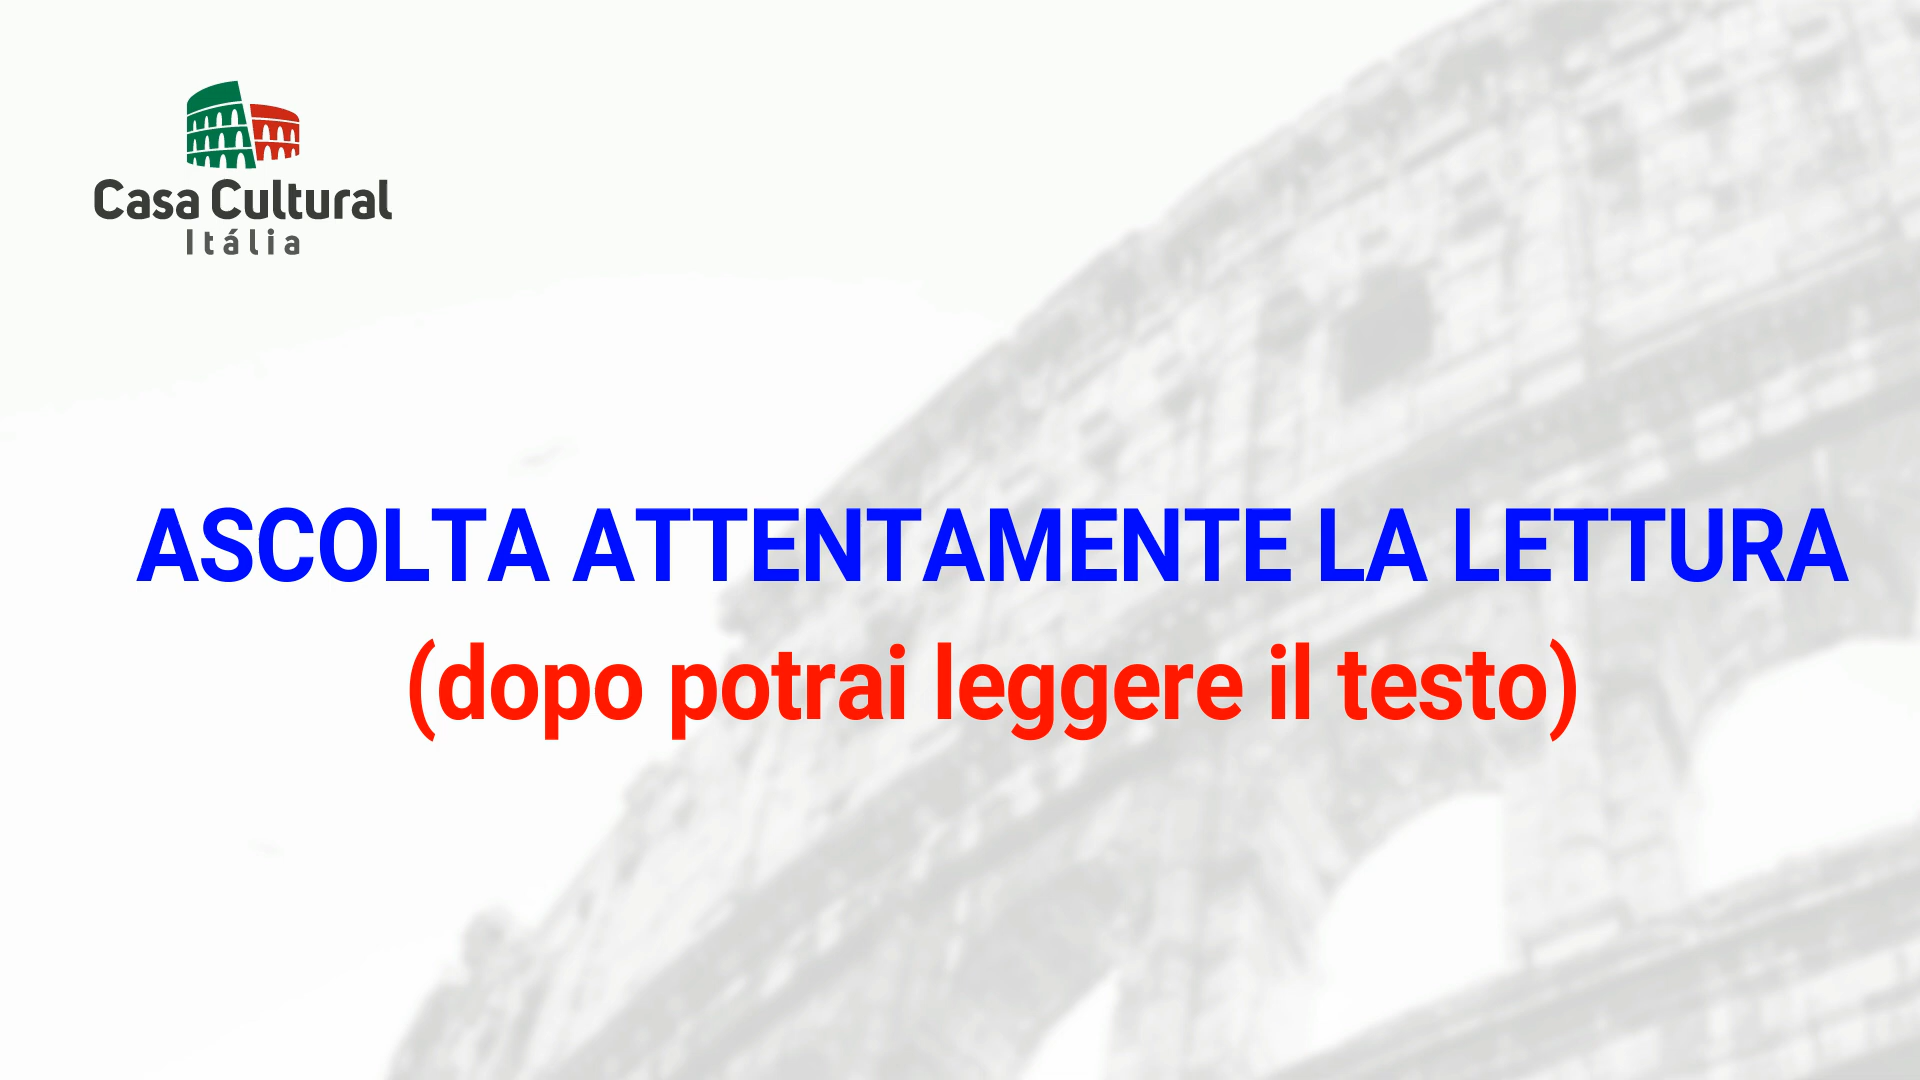 Casa Cultural
Itália
ASCOLTA ATTENTAMENTE LA LETTURA
(dopo potrai leggere il testo)